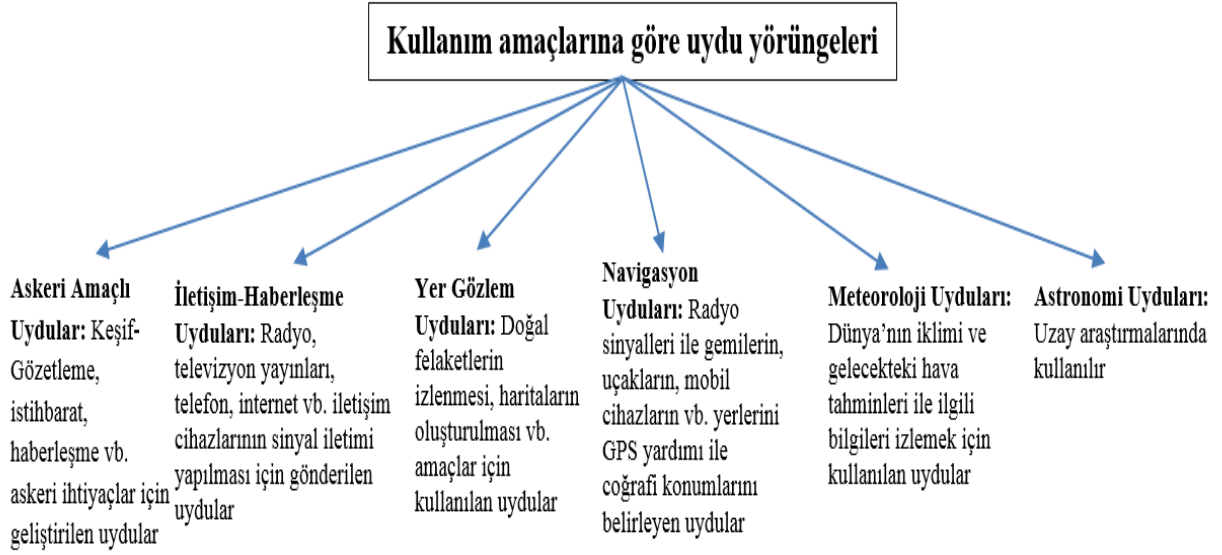 Kullanım amaçlarına göre uydu yörüngeleri
Askeri Amaçlı
Uydular: Keşif-
Gözetleme,
istihbarat,
haberleşme vb.
askeri ihtiyaçlar için
geliştirilen uydular
İletişim-Haberleşme
Uyduları: Radyo,
televizyon yayınları,
telefon, internet vb. iletişim
cihazlarının sinyal iletimi
yapılması için gönderilen
uydular
Yer Gözlem
Uyduları: Doğal
felaketlerin
izlenmesi, haritaların
oluşturulması vb.
amaçlar için
kullanılan uydular
Navigasyon
Uyduları: Radyo
sinyalleri ile gemilerin,
uçakların, mobil
cihazların vb. yerlerini
GPS yardımı ile
coğrafi konumlarını
belirleyen uydular
Meteoroloji Uyduları:
Dünya’nın iklimi ve
gelecekteki hava
tahminleri ile ilgili
bilgileri izlemek için
kullanılan uydular
Astronomi Uyduları:
Uzay araştırmalarında
kullanılır